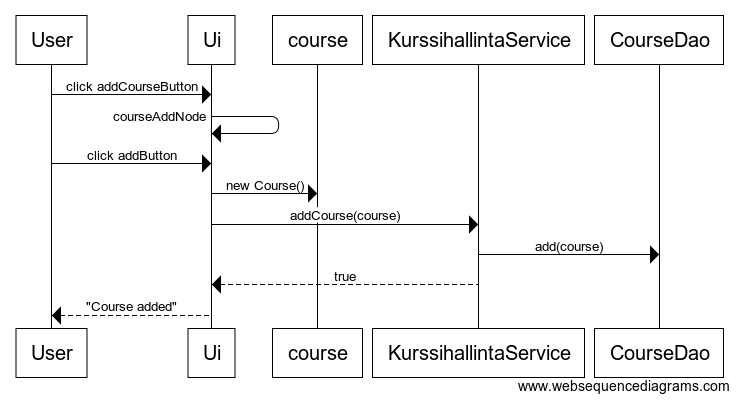 User Ui course KurssihallintaService CourseDao
click addCourseButton
courseAddNode
click addButton
new Course()
addCourse(course)
add(course)
true
"Course added"
User Ui course KurssihallintaService CourseDao
www.websequencediagrams.com